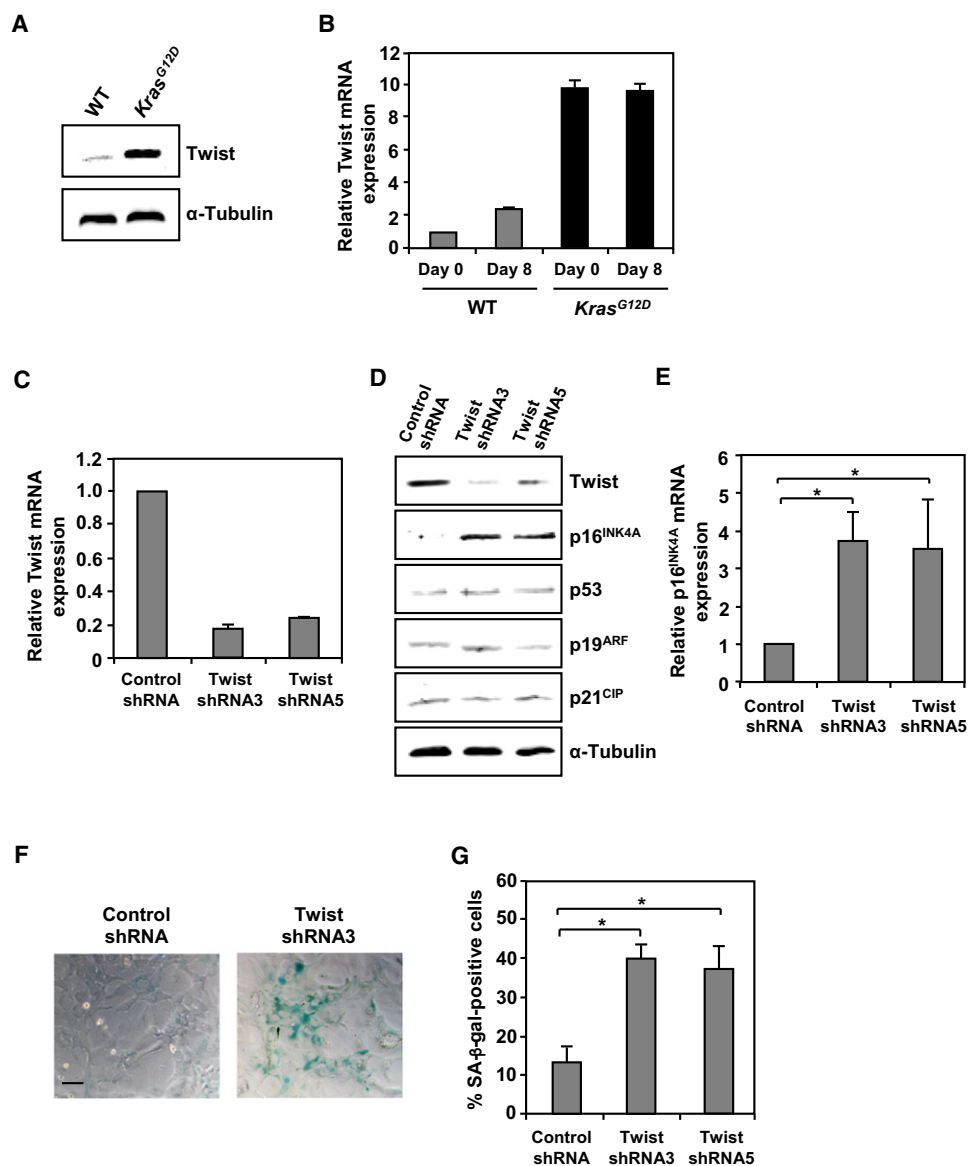 A
WT
Kras^G12D
Twist
α-Tubulin
B
Relative Twist mRNA
expression
12
10
8
6
4
2
0
Day 0 Day 8 Day 0 Day 8
WT Kras^G12D
C
Relative Twist mRNA
expression
1.2
1.0
0.8
0.6
0.4
0.2
0
Control Twist Twist
shRNA shRNA3 shRNA5
D
Control
shRNA
Twist
shRNA3
Twist
shRNA5
Twist
p16^INK4A
p53
p19^ARF
p21^CIP
α-Tubulin
E
Relative p16^INK4A mRNA
expression
6
5
4
3
2
1
0
*
*
Control Twist Twist
shRNA shRNA3 shRNA5
F
Control
shRNA
Twist
shRNA3
G
% SA-β-gal-positive cells
60
50
40
30
20
10
0
*
*
Control Twist Twist
shRNA shRNA3 shRNA5